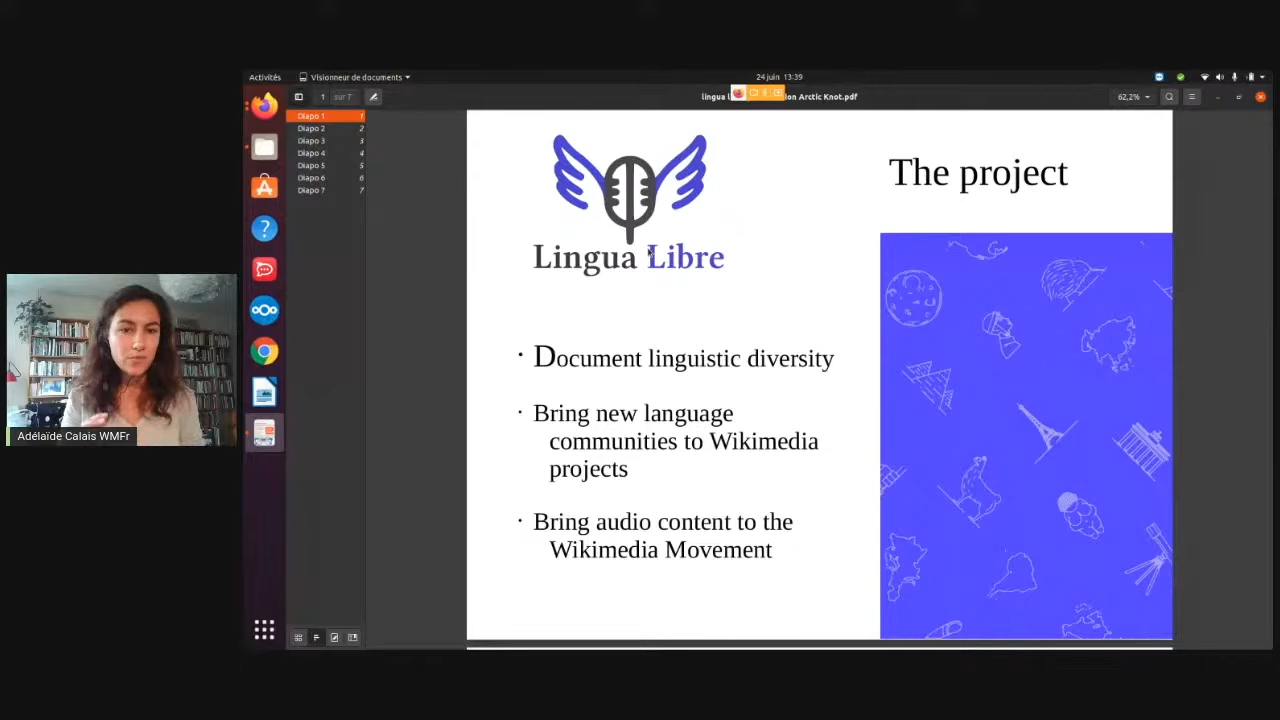 Activités
Visionneur de documents
24 juin 13:39
1 sur 7
lingua l
ion Arctic Knot.pdf
62,2%
Diapo 1 1
Diapo 2 2
Diapo 3 3
Diapo 4 4
Diapo 5 5
Diapo 6 6
Diapo 7 7
Lingua Libre
The project
· Document linguistic diversity
· Bring new language
communities to Wikimedia
projects
· Bring audio content to the
Wikimedia Movement
Adélaïde Calais WMFr